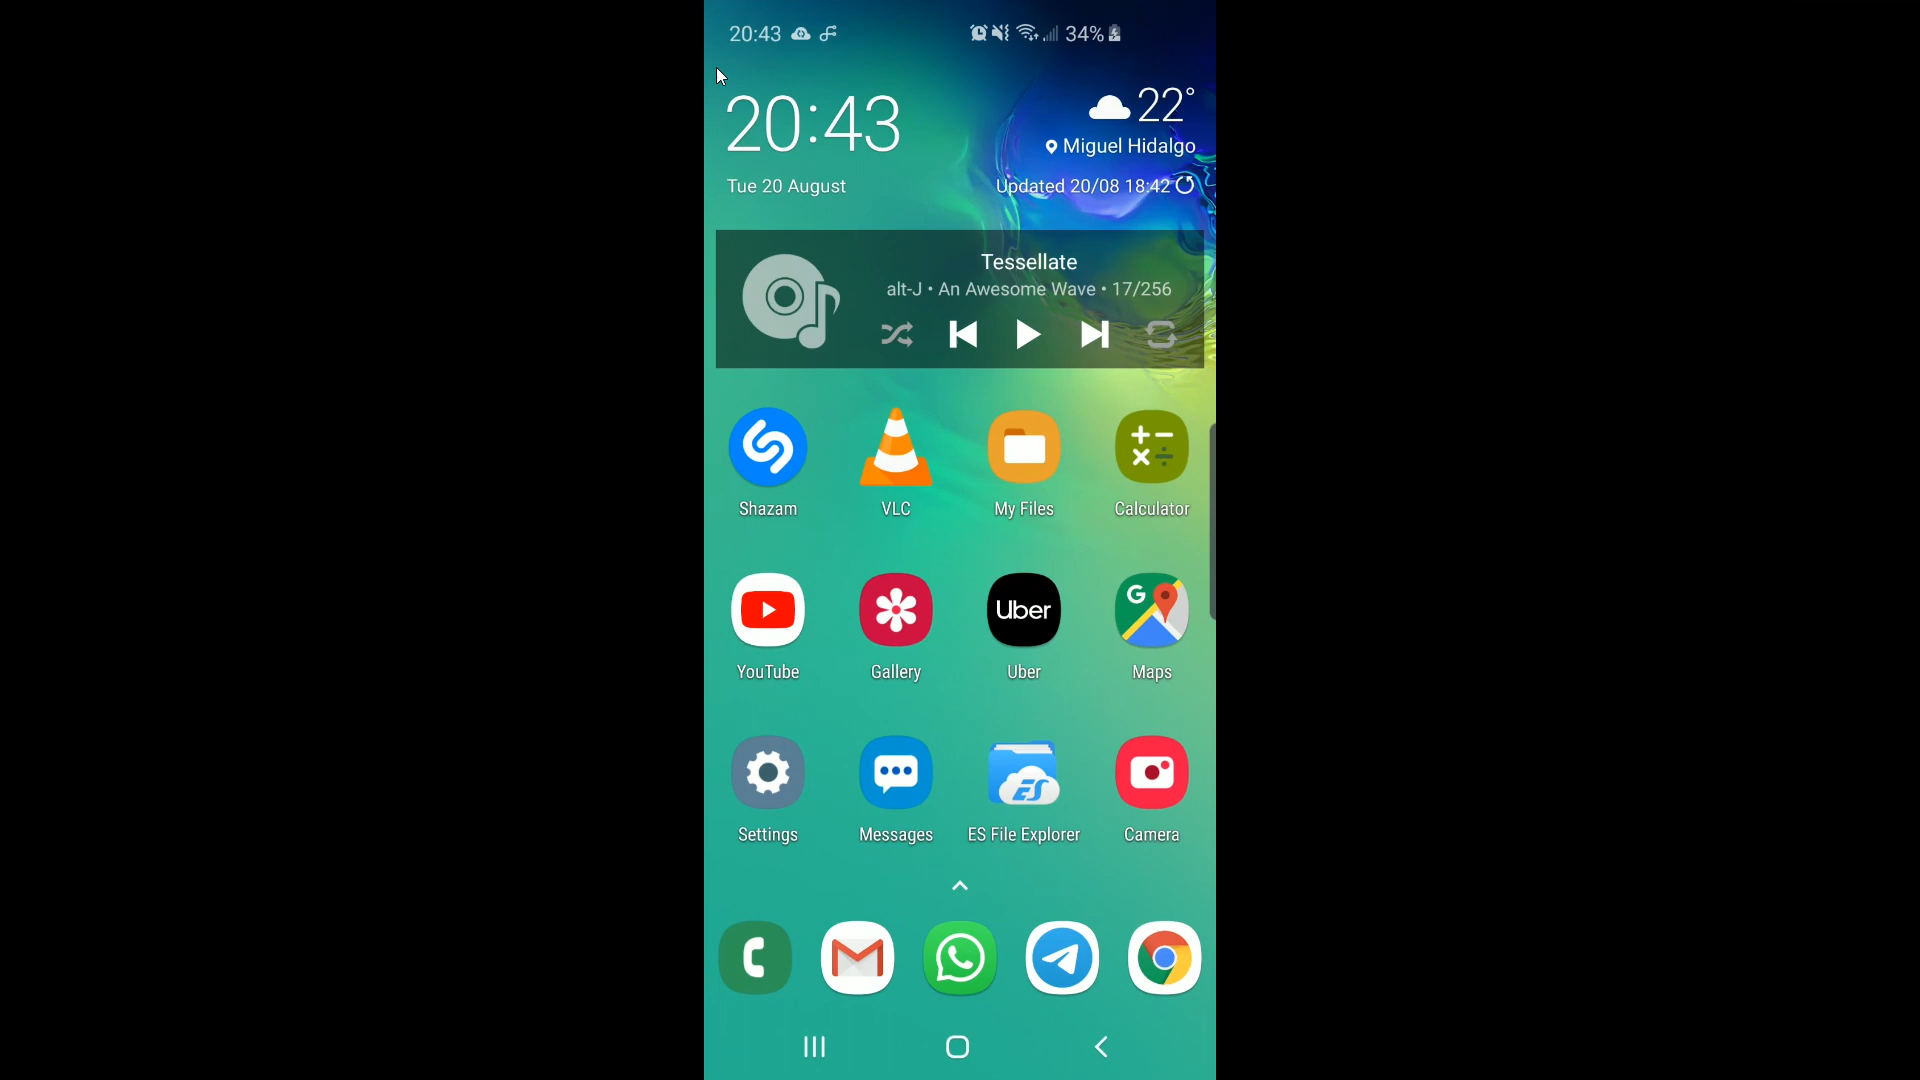 20:43 34%
20:43
22°
Miguel Hidalgo
Tue 20 August
Updated 20/08 18:42
Tessellate
alt-J • An Awesome Wave • 17/256
Shazam VLC My Files Calculator
G
Uber
YouTube Gallery Uber Maps
ES
Settings Messages ES File Explorer Camera